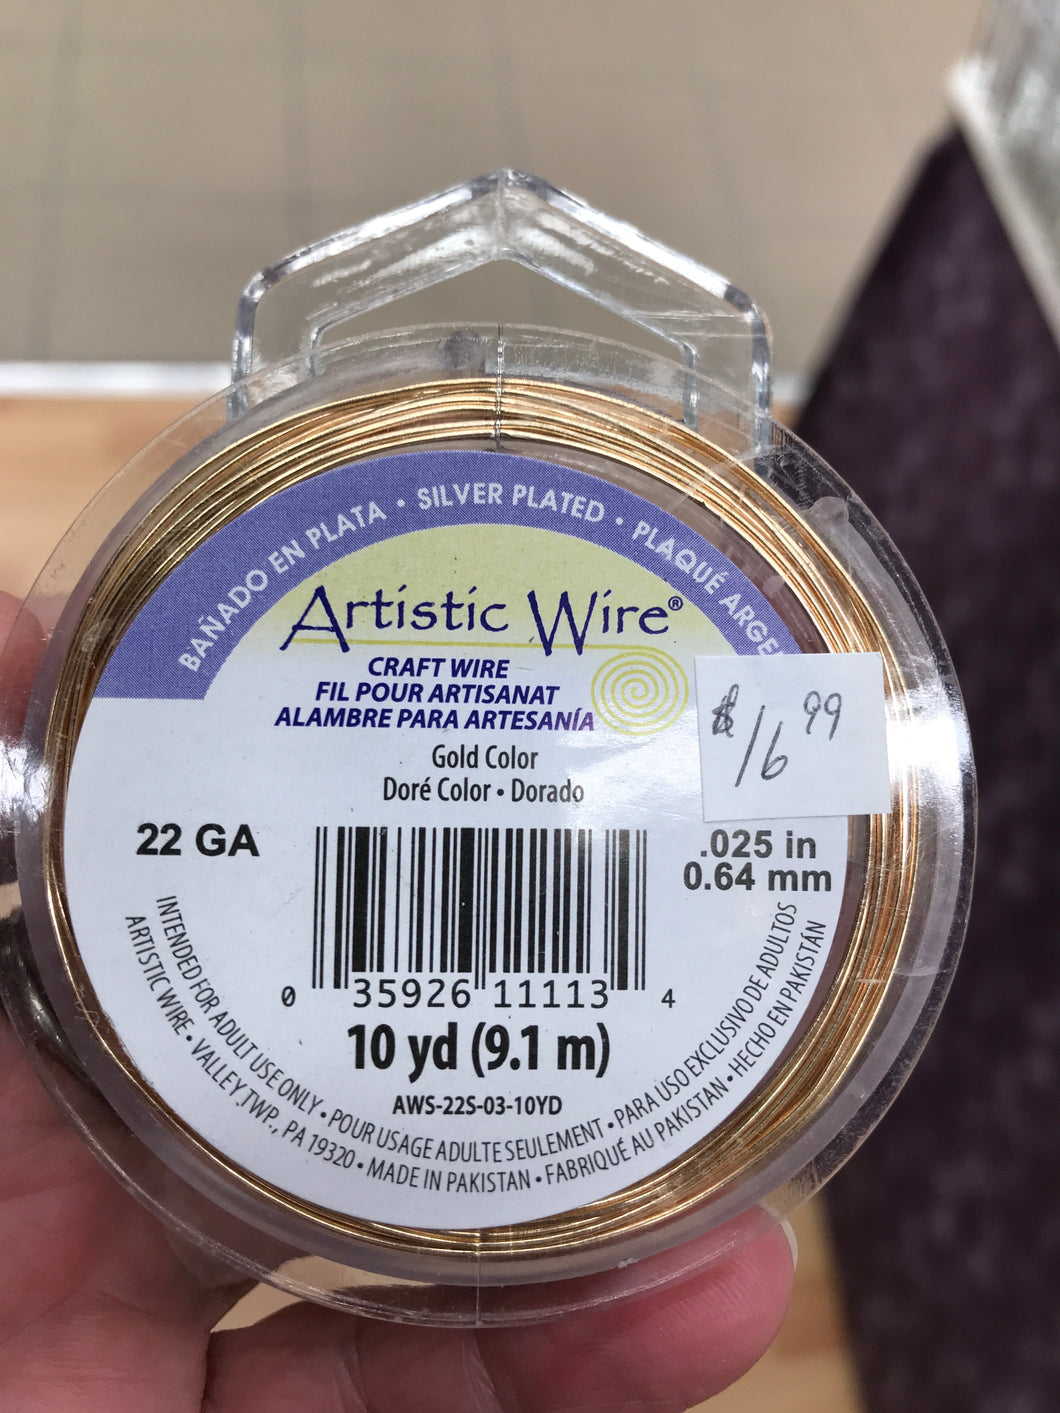 BAÑADO EN PLATA • SILVER PLATED • PLAQUÉ ARGE
Artistic Wire®
CRAFT WIRE
FIL POUR ARTISANAT
ALAMBRE PARA ARTESANÍA
$16.99
Gold Color
Doré Color • Dorado
22 GA
.025 in
0.64 mm
0 35926 11113 4
10 yd (9.1 m)
AWS-22S-03-10YD
INTENDED FOR ADULT USE ONLY • POUR USAGE ADULTE SEULEMENT • PARA USO EXCLUSIVO DE ADULTOS
ARTISTIC WIRE • VALLEY TWP., PA 19320 • MADE IN PAKISTAN • FABRIQUÉ AU PAKISTAN • HECHO EN PAKISTÁN